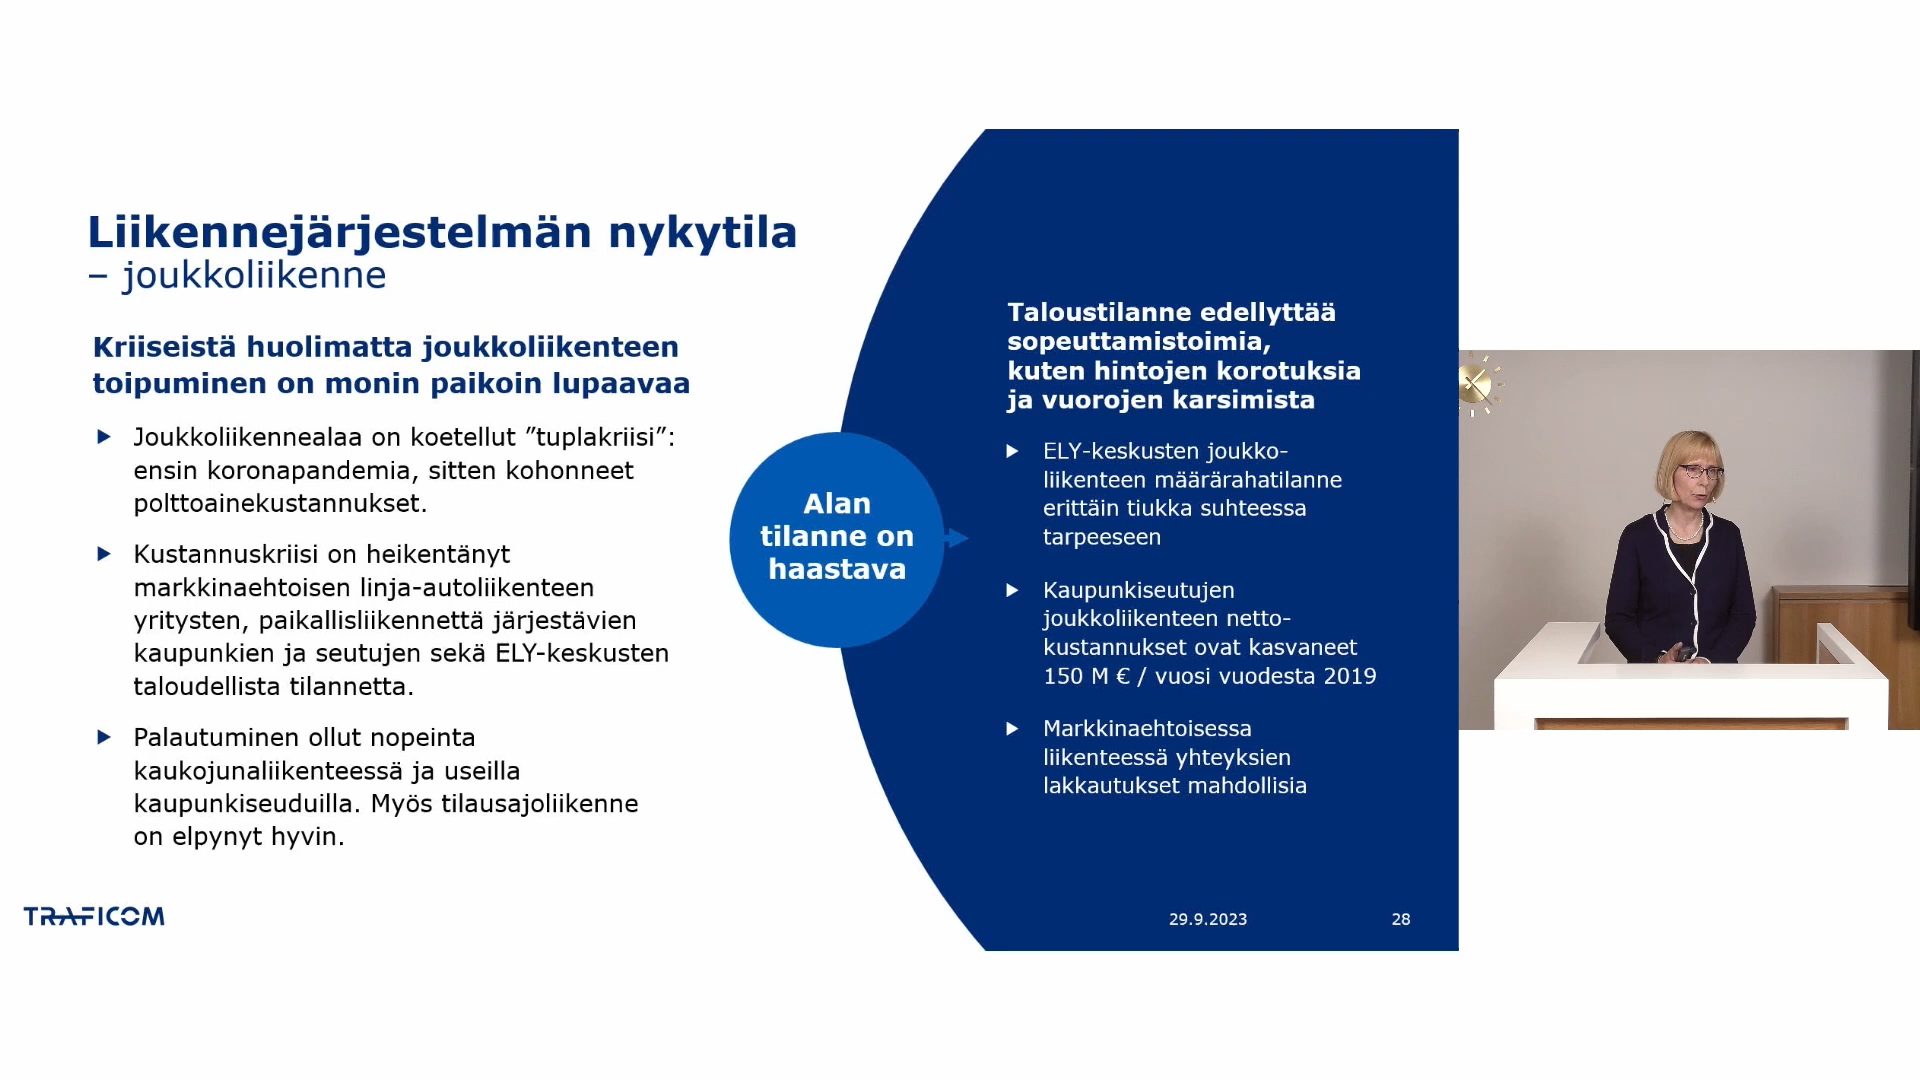 Liikennejärjestelmän nykytila
– joukkoliikenne
Kriiseistä huolimatta joukkoliikenteen
toipuminen on monin paikoin lupaavaa
Joukkoliikennealaa on koetellut ”tuplakriisi”:
ensin koronapandemia, sitten kohonneet
polttoainekustannukset.
Kustannuskriisi on heikentänyt
markkinaehtoisen linja-autoliikenteen
yritysten, paikallisliikennettä järjestävien
kaupunkien ja seutujen sekä ELY-keskusten
taloudellista tilannetta.
Palautuminen ollut nopeinta
kaukojunaliikenteessä ja useilla
kaupunkiseuduilla. Myös tilausajoliikenne
on elpynyt hyvin.
Alan
tilanne on
haastava
Taloustilanne edellyttää
sopeuttamistoimia,
kuten hintojen korotuksia
ja vuorojen karsimista
ELY-keskusten joukko-
liikenteen määrärahatilanne
erittäin tiukka suhteessa
tarpeeseen
Kaupunkiseutujen
joukkoliikenteen netto-
kustannukset ovat kasvaneet
150 M € / vuosi vuodesta 2019
Markkinaehtoisessa
liikenteessä yhteyksien
lakkautukset mahdollisia
TRAFICOM
29.9.2023
28